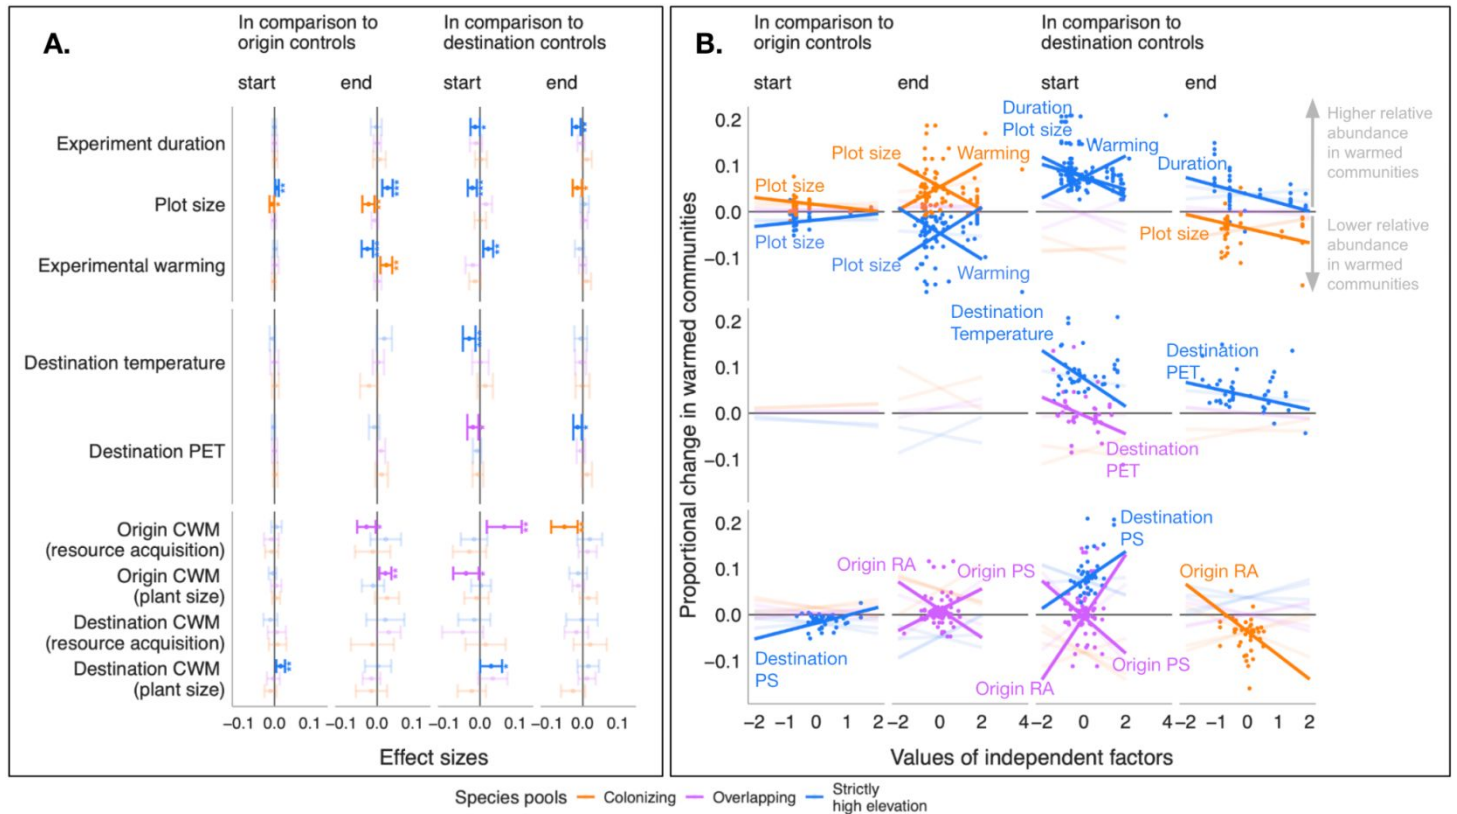 A.
In comparison to
origin controls
In comparison to
destination controls
start
end
start
end
Experiment duration
Plot size
Experimental warming
Destination temperature
Destination PET
Origin CWM
(resource acquisition)
Origin CWM
(plant size)
Destination CWM
(resource acquisition)
Destination CWM
(plant size)
−0.1 0.0 0.1 −0.1 0.0 0.1 −0.1 0.0 0.1 −0.1 0.0 0.1
Effect sizes
B.
In comparison to
origin controls
In comparison to
destination controls
start
end
start
end
Proportional change in warmed communities
0.2
0.1
0.0
−0.1
Plot size
Plot size
Plot size
Warming
Plot size
Warming
Duration
Plot size
Warming
Duration
Plot size
Higher relative
abundance
in warmed
communities
Lower relative
abundance
in warmed
communities
0.2
0.1
0.0
−0.1
Destination
Temperature
Destination
PET
Destination
PET
0.2
0.1
0.0
−0.1
Destination
PS
Origin RA
Origin PS
Destination
PS
Origin RA
Origin PS
Origin RA
−2 −1 0 1 2 −2 0 2 4 −2 0 2 4 −2 −1 0 1 2
Values of independent factors
Species pools Colonizing Overlapping Strictly
high elevation